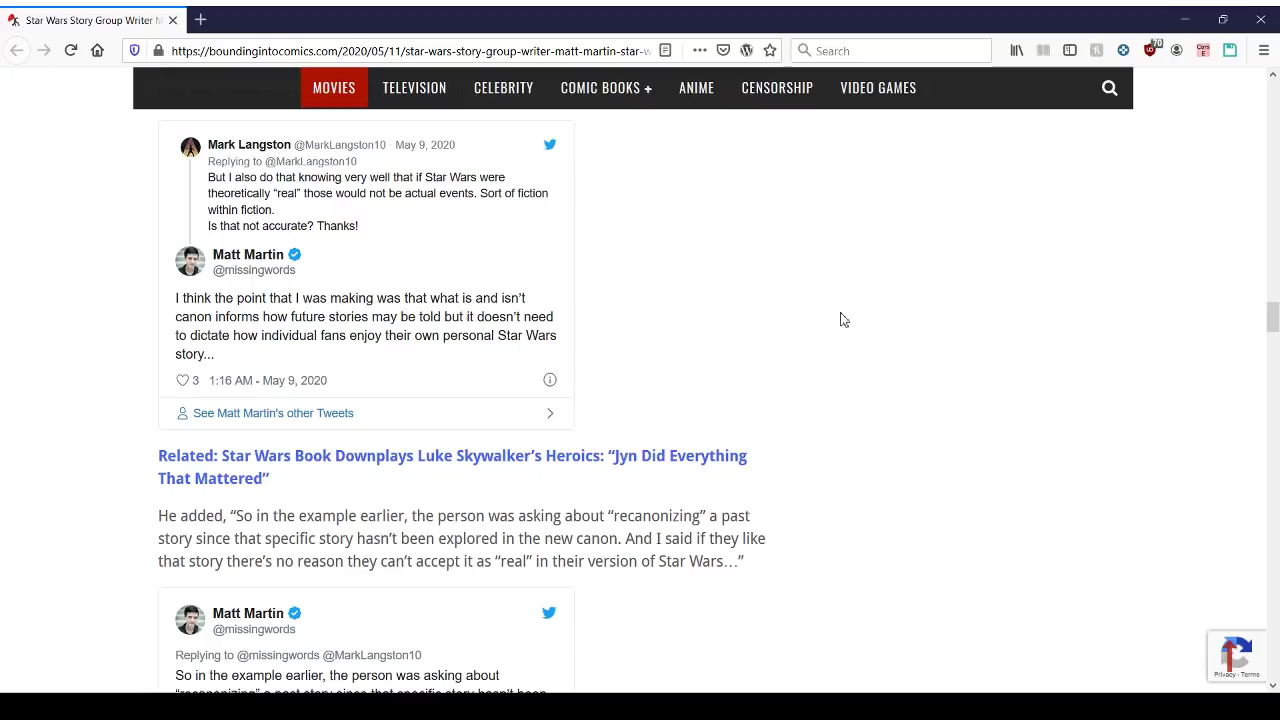 Star Wars Story Group Writer M
https://boundingintocomics.com/2020/05/11/star-wars-story-group-writer-matt-martin-star-w
Search
70
MOVIES TELEVISION CELEBRITY COMIC BOOKS + ANIME CENSORSHIP VIDEO GAMES
Mark Langston @MarkLangston10 · May 9, 2020
Replying to @MarkLangston10
But I also do that knowing very well that if Star Wars were
theoretically “real” those would not be actual events. Sort of fiction
within fiction.
Is that not accurate? Thanks!
Matt Martin
@missingwords
I think the point that I was making was that what is and isn’t
canon informs how future stories may be told but it doesn’t need
to dictate how individual fans enjoy their own personal Star Wars
story...
3 1:16 AM - May 9, 2020
See Matt Martin's other Tweets
Related: Star Wars Book Downplays Luke Skywalker’s Heroics: “Jyn Did Everything
That Mattered”
He added, “So in the example earlier, the person was asking about “recanonizing” a past
story since that specific story hasn’t been explored in the new canon. And I said if they like
that story there’s no reason they can’t accept it as “real” in their version of Star Wars…”
Matt Martin
@missingwords
Replying to @missingwords @MarkLangston10
So in the example earlier, the person was asking about
“recanonizing” a past story since that specific story hasn’t been
Privacy - Terms